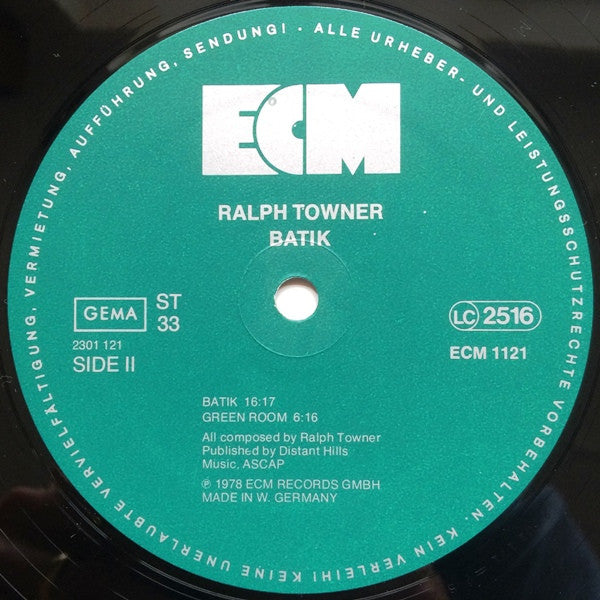 ALLE URHEBER- UND LEISTUNGSSCHUTZRECHTE VORBEHALTEN. KEIN VERLEIH! KEINE UNERLAUBTE VERVIELFÄLTIGUNG, VERMIETUNG, AUFFÜHRUNG, SENDUNG! ·
ECM
RALPH TOWNER
BATIK
GEMA
ST
33
2301 121
SIDE II
LC 2516
ECM 1121
BATIK 16:17
GREEN ROOM 6:16
All composed by Ralph Towner
Published by Distant Hills
Music, ASCAP
℗ 1978 ECM RECORDS GMBH
MADE IN W. GERMANY